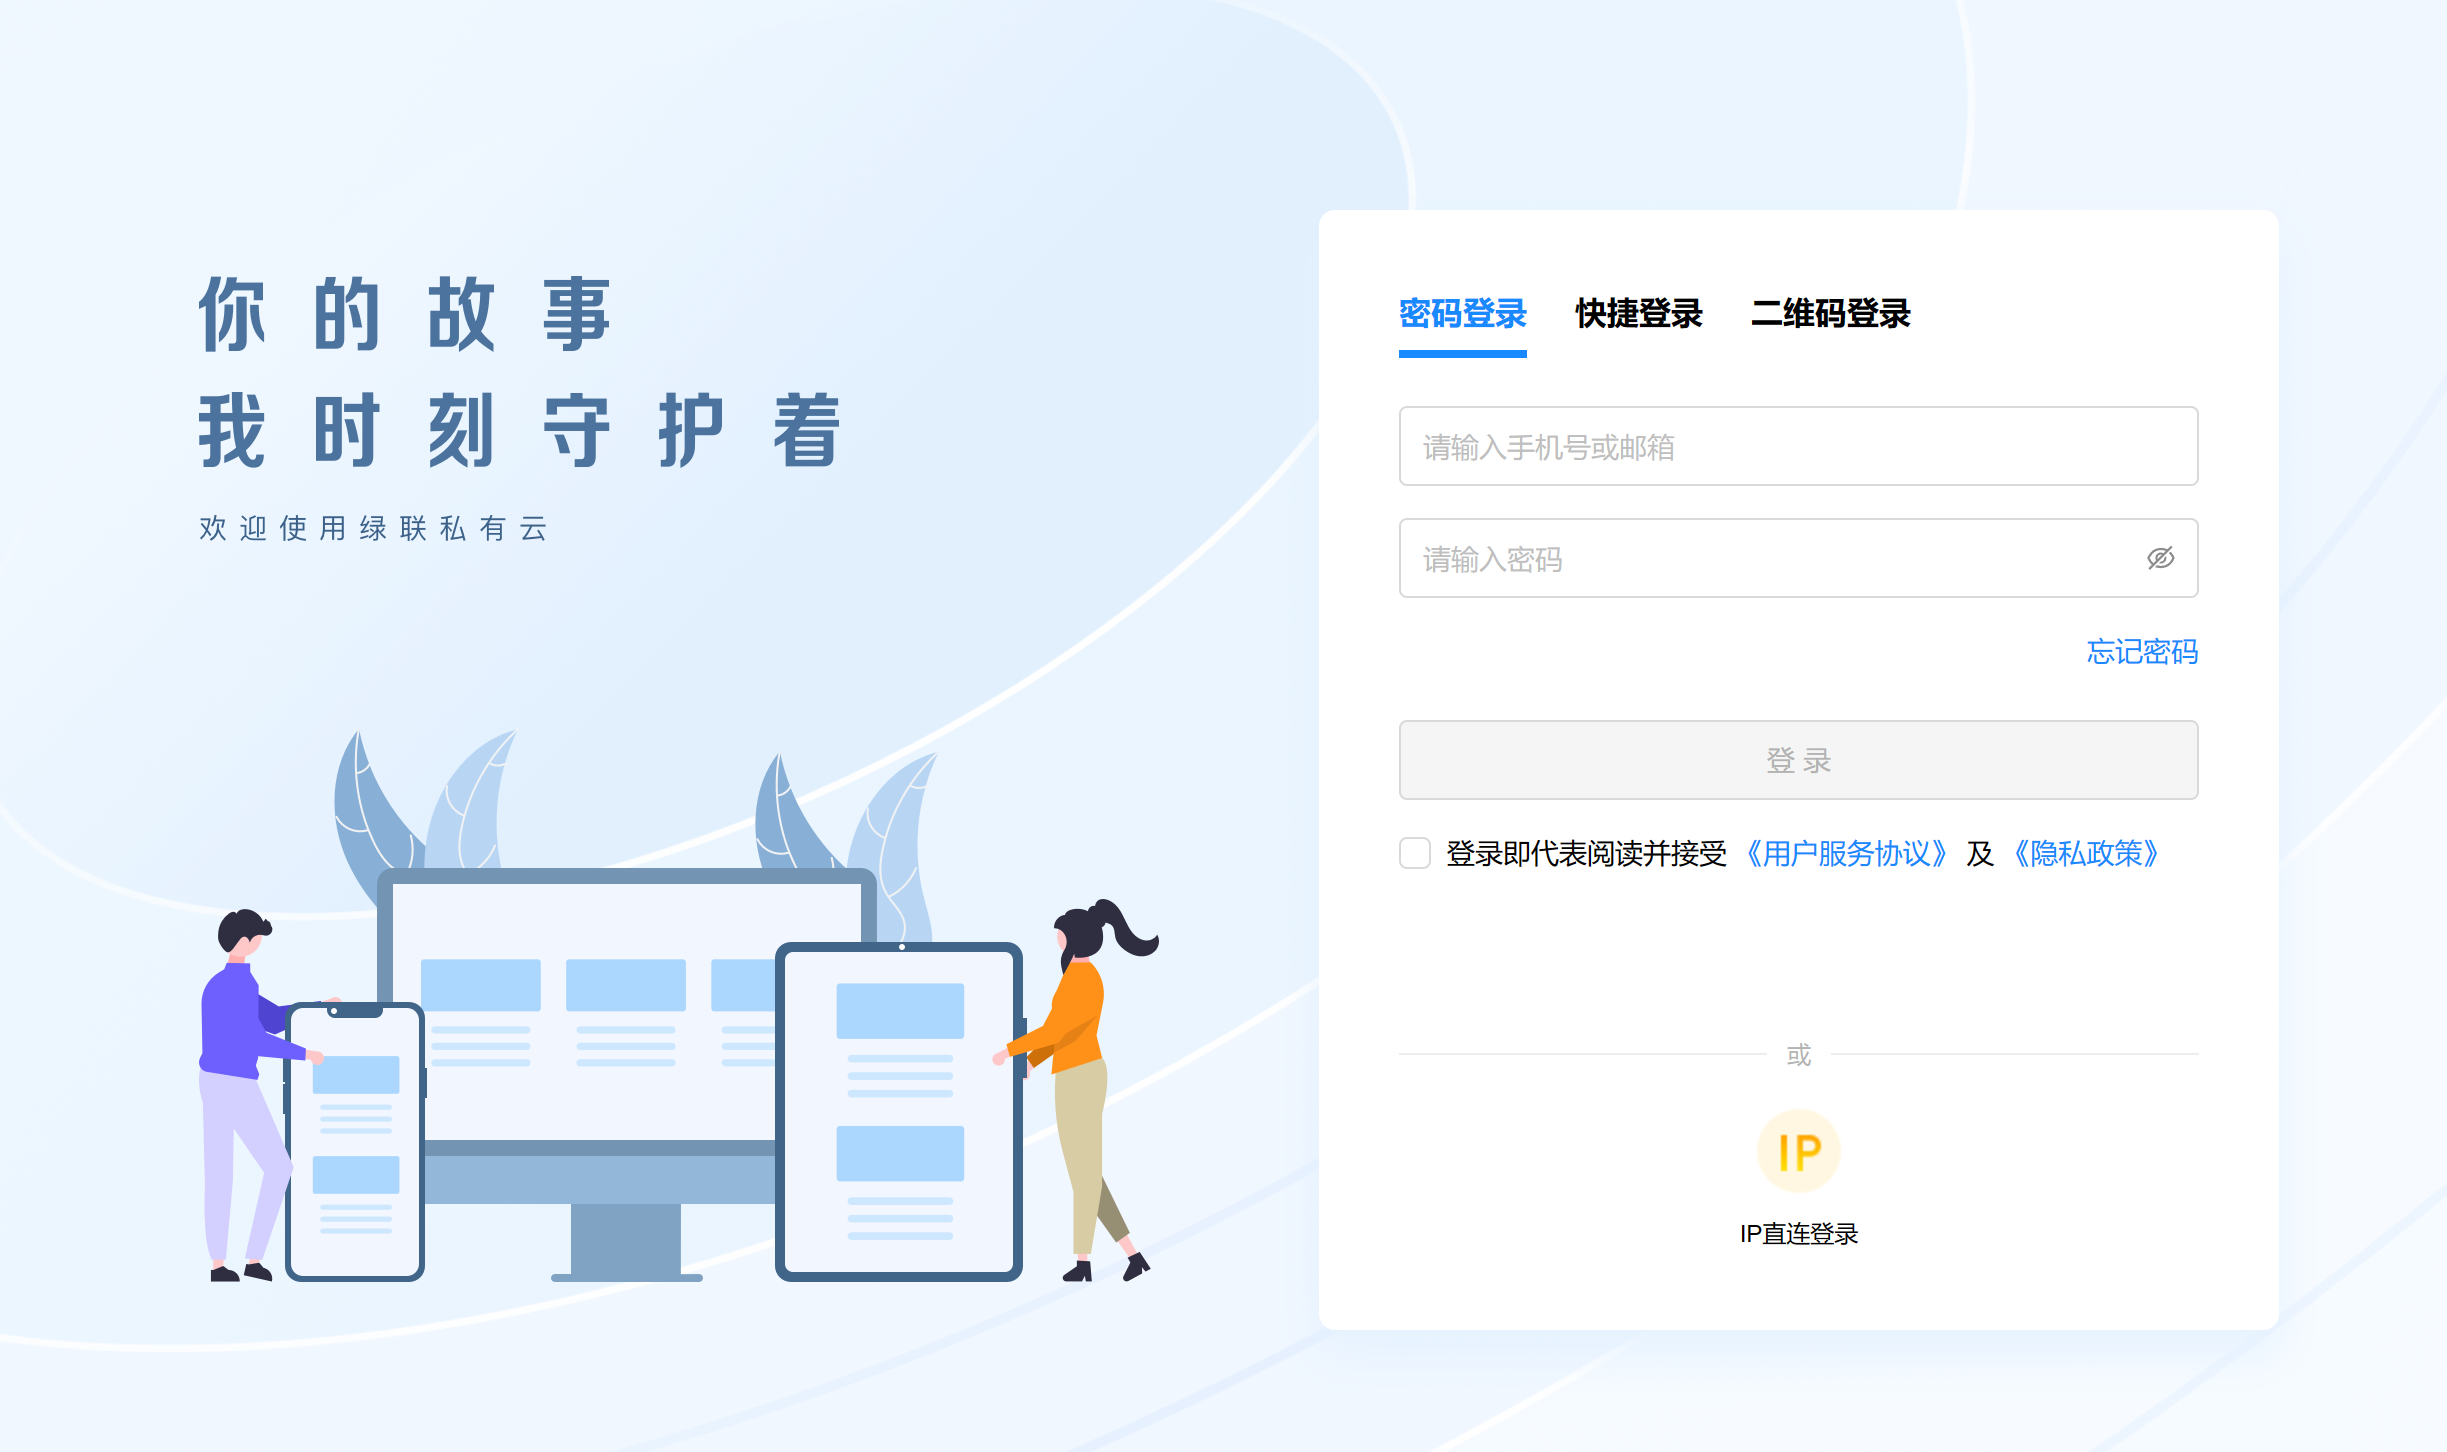 你的故事
我时刻守护着
欢迎使用绿联私有云
密码登录 快捷登录 二维码登录
请输入手机号或邮箱
请输入密码
忘记密码
登 录
登录即代表阅读并接受《用户服务协议》及《隐私政策》
或
IP
IP直连登录